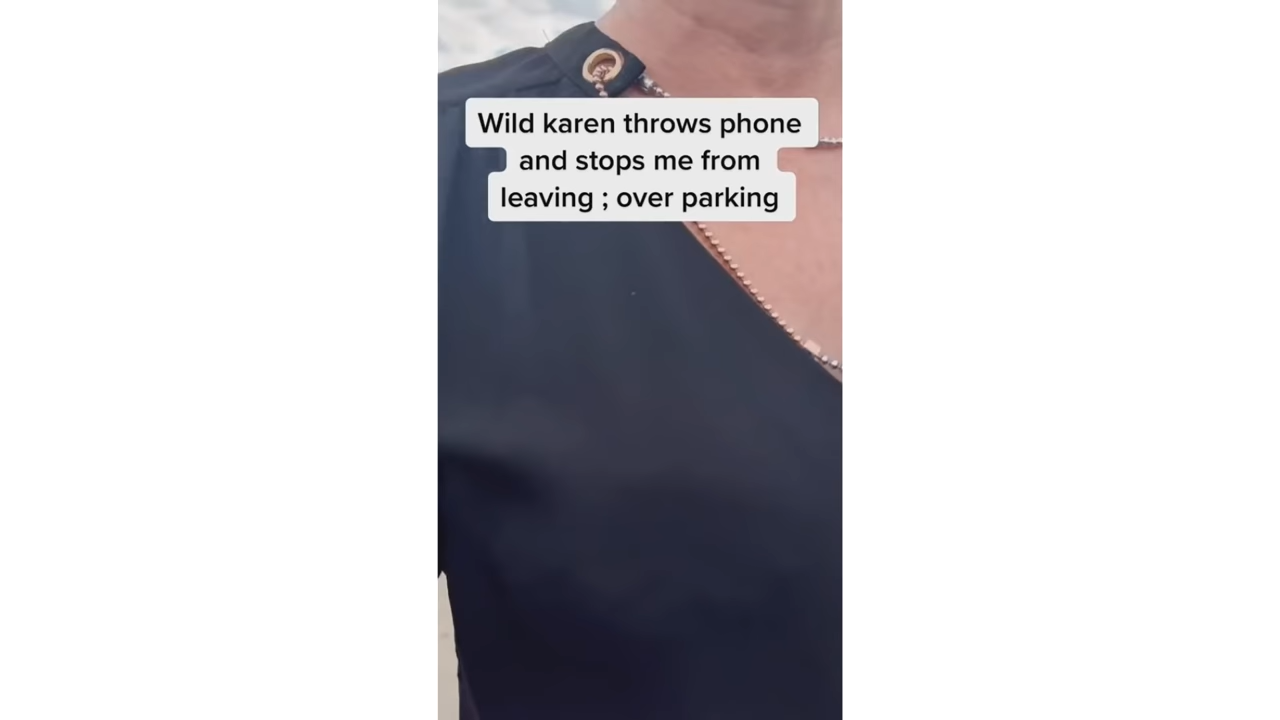 Wild karen throws phone
and stops me from
leaving ; over parking